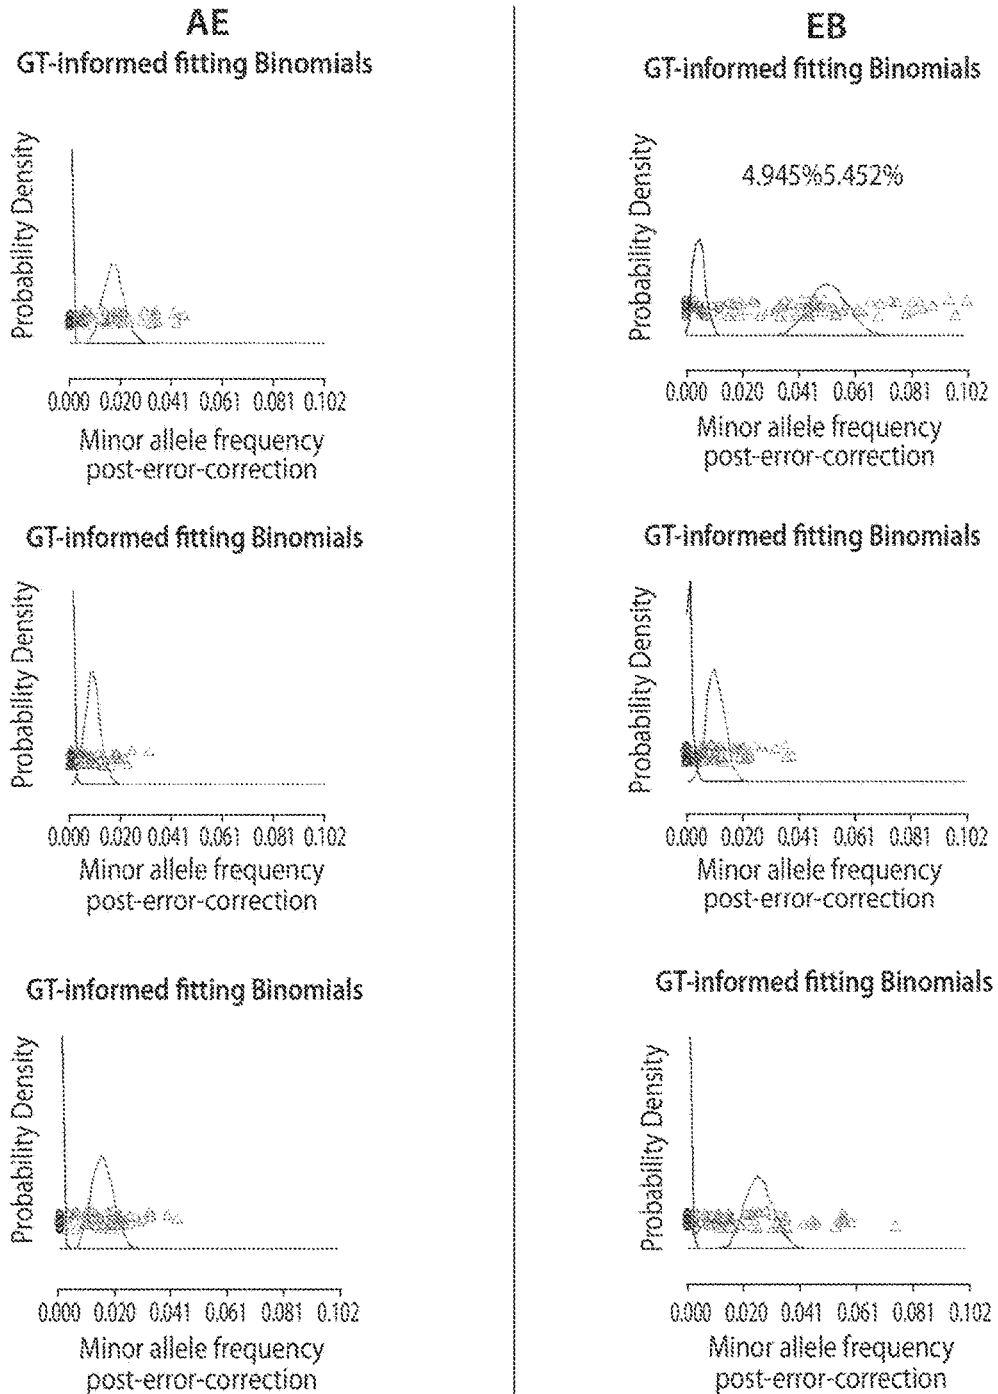 AE
GT-informed fitting Binomials
Probability Density
0.000 0.020 0.041 0.061 0.081 0.102
Minor allele frequency
post-error-correction
GT-informed fitting Binomials
Probability Density
0.000 0.020 0.041 0.061 0.081 0.102
Minor allele frequency
post-error-correction
GT-informed fitting Binomials
Probability Density
0.000 0.020 0.041 0.061 0.081 0.102
Minor allele frequency
post-error-correction
EB
GT-informed fitting Binomials
Probability Density
4.945%5.452%
0.000 0.020 0.041 0.061 0.081 0.102
Minor allele frequency
post-error-correction
GT-informed fitting Binomials
Probability Density
0.000 0.020 0.041 0.061 0.081 0.102
Minor allele frequency
post-error-correction
GT-informed fitting Binomials
Probability Density
0.000 0.020 0.041 0.061 0.081 0.102
Minor allele frequency
post-error-correction